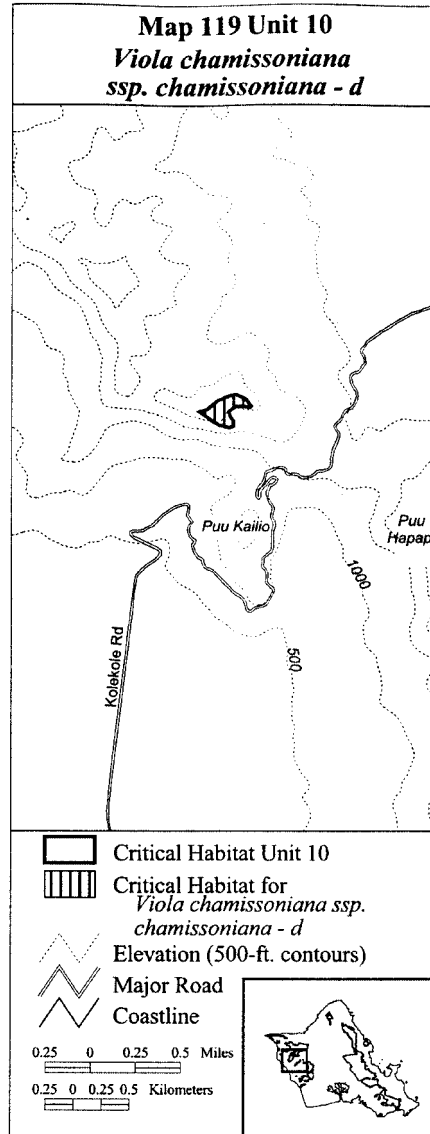 Map 119 Unit 10
Viola chamissoniana
ssp. chamissoniana - d
Puu Kailio
Puu
Hapap
Kolekole Rd
1000
500
Critical Habitat Unit 10
Critical Habitat for
Viola chamissoniana ssp.
chamissoniana - d
Elevation (500-ft. contours)
Major Road
Coastline
0.25 0 0.25 0.5 Miles
0.25 0 0.25 0.5 Kilometers